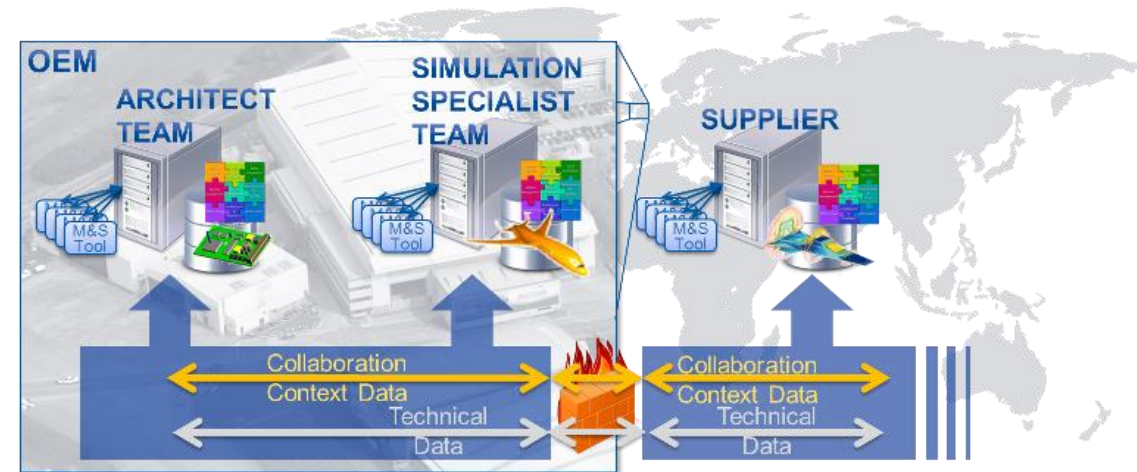 OEM
ARCHITECT
TEAM
SIMULATION
SPECIALIST
TEAM
SUPPLIER
M&S
Tool
M&S
Tool
M&S
Tool
Collaboration
Context Data
Technical
Data
Collaboration
Context Data
Technical
Data